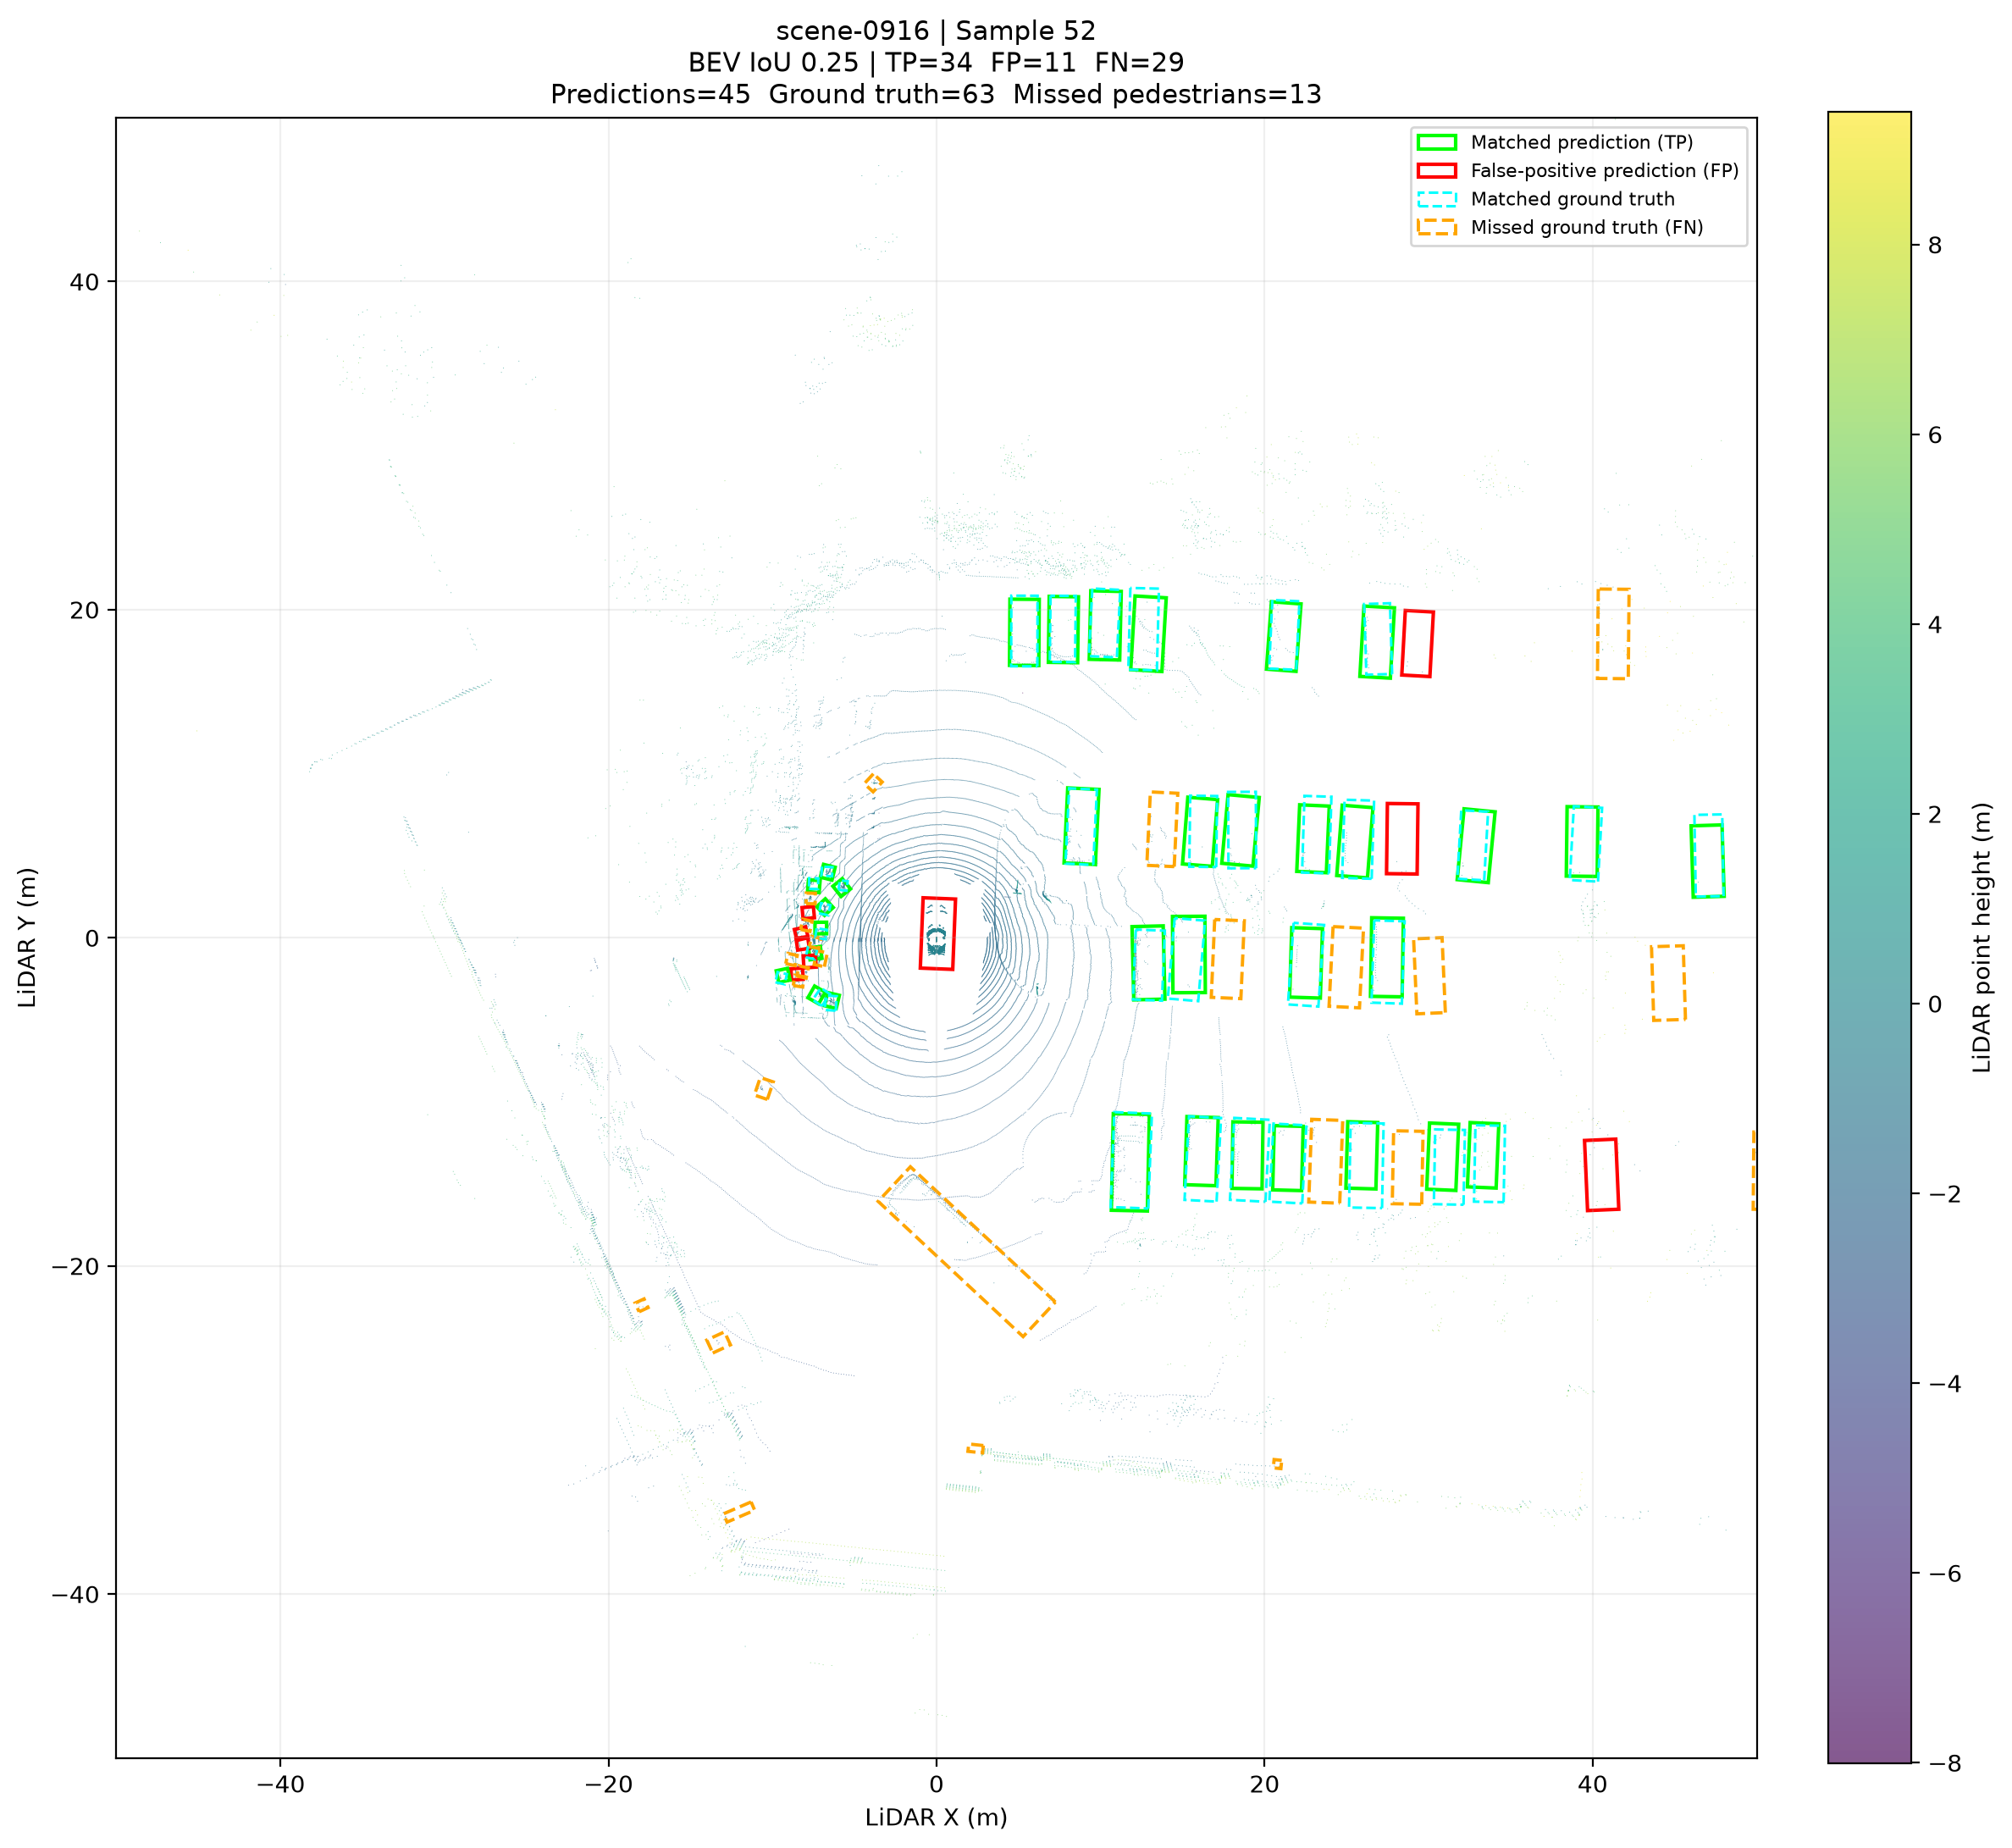 scene-0916 | Sample 52
BEV IoU 0.25 | TP=34  FP=11  FN=29
Predictions=45  Ground truth=63  Missed pedestrians=13
Matched prediction (TP)
False-positive prediction (FP)
Matched ground truth
Missed ground truth (FN)
40
20
0
−20
−40
LiDAR Y (m)
−40
−20
0
20
40
LiDAR X (m)
8
6
4
2
0
−2
−4
−6
−8
LiDAR point height (m)